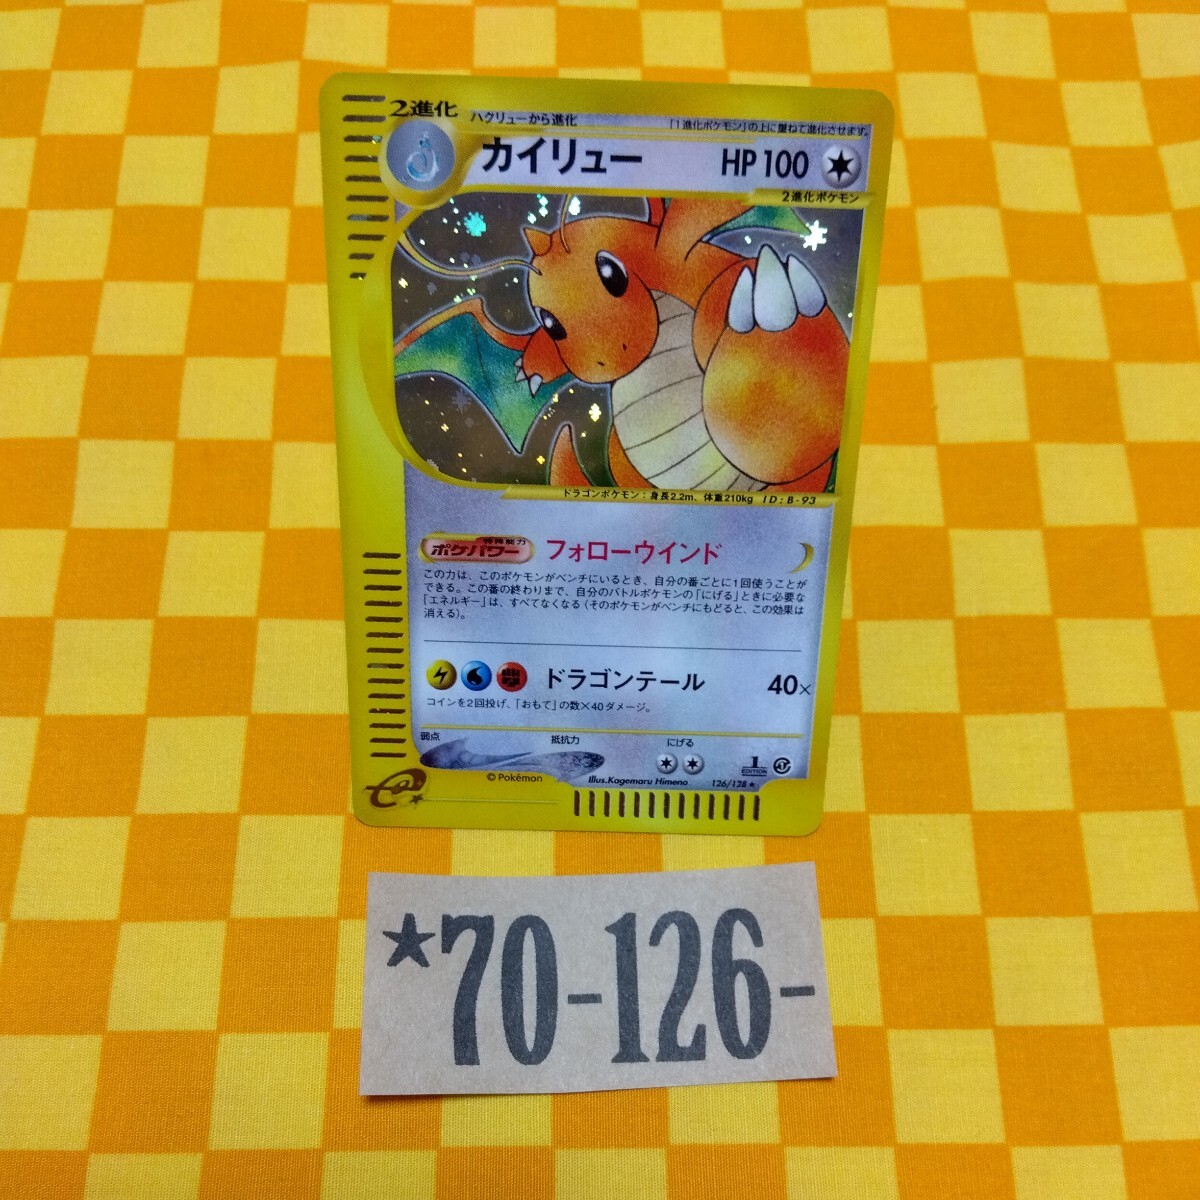 2進化
ハクリューから進化
「1進化ポケモン」の上に重ねて進化させます。
カイリュー HP 100
2進化ポケモン
ドラゴンポケモン：身長2.2m、体重210kg ID：B-93
特殊能力
ポケパワー フォローウインド
この力は、このポケモンがベンチにいるとき、自分の番ごとに1回使うことが
できる。この番の終わりまで、自分のバトルポケモンの「にげる」ときに必要な
「エネルギー」は、すべてなくなる（そのポケモンがベンチにもどると、この効果は
消える）。
ドラゴンテール 40×
コインを2回投げ、「おもて」の数×40ダメージ。
弱点 抵抗力 にげる
1
EDITION
© Pokémon Illus.Kagemaru Himeno 126/128 ★
e
★70-126-